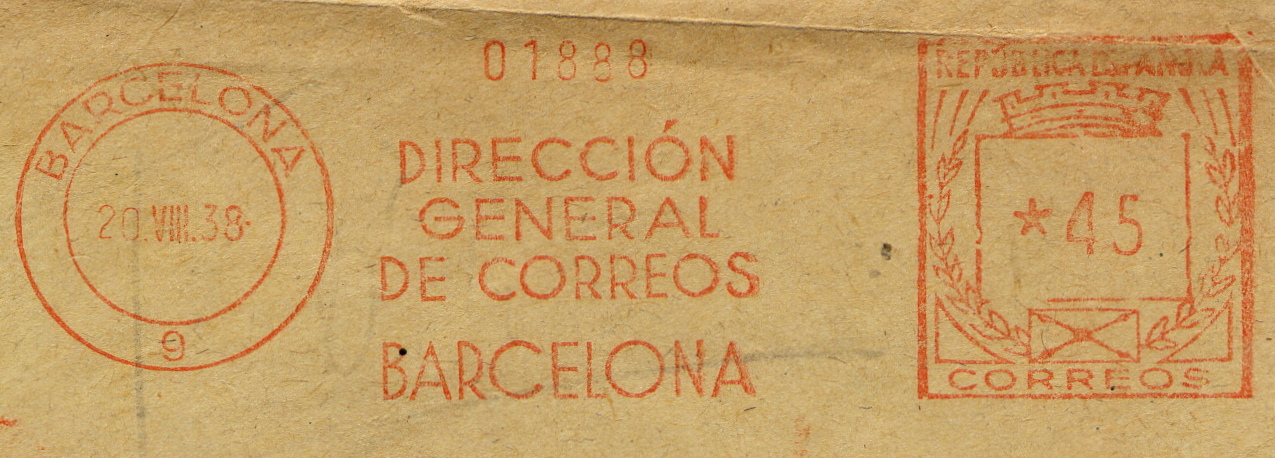 BARCELONA
20.VIII.38
9
01888
DIRECCIÓN
GENERAL
DE CORREOS
BARCELONA
REPÚBLICA ESPAÑOLA
*45
CORREOS